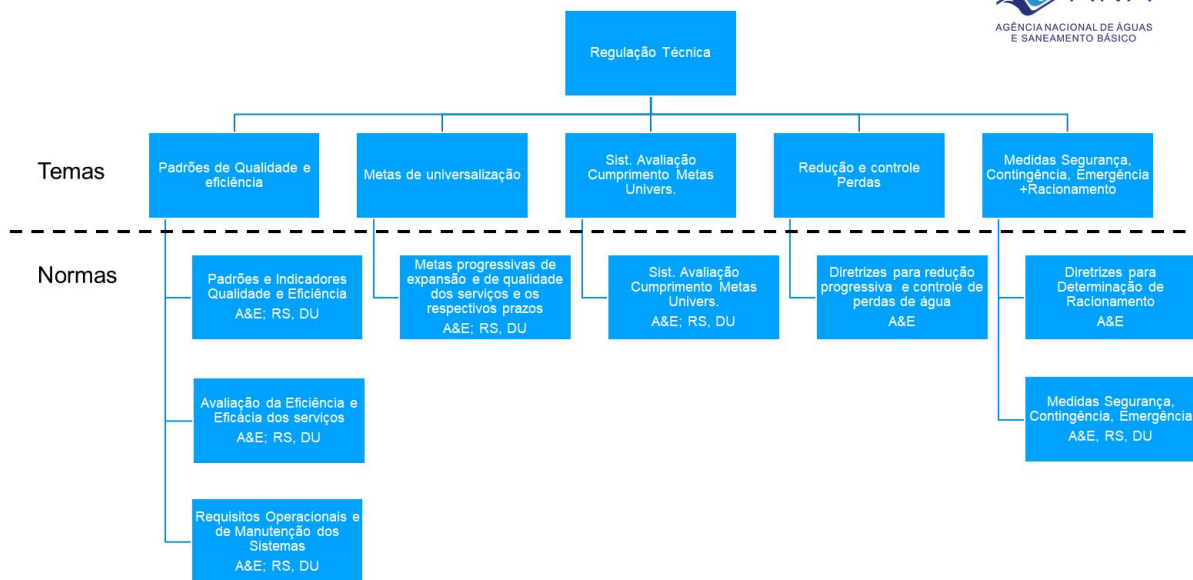 AGÊNCIA NACIONAL DE ÁGUAS
E SANEAMENTO BÁSICO
Regulação Técnica
Temas
Padrões de Qualidade e
eficiência
Metas de universalização
Sist. Avaliação
Cumprimento Metas
Univers.
Redução e controle
Perdas
Medidas Segurança,
Contingência, Emergência
+Racionamento
Normas
Padrões e Indicadores
Qualidade e Eficiência
A&E; RS, DU
Metas progressivas de
expansão e de qualidade
dos serviços e os
respectivos prazos
A&E; RS, DU
Sist. Avaliação
Cumprimento Metas
Univers.
A&E; RS, DU
Diretrizes para redução
progressiva e controle de
perdas de água
A&E
Diretrizes para
Determinação de
Racionamento
A&E
Avaliação da Eficiência e
Eficácia dos serviços
A&E; RS, DU
Medidas Segurança,
Contingência, Emergência
A&E, RS, DU
Requisitos Operacionais e
de Manutenção dos
Sistemas
A&E; RS, DU